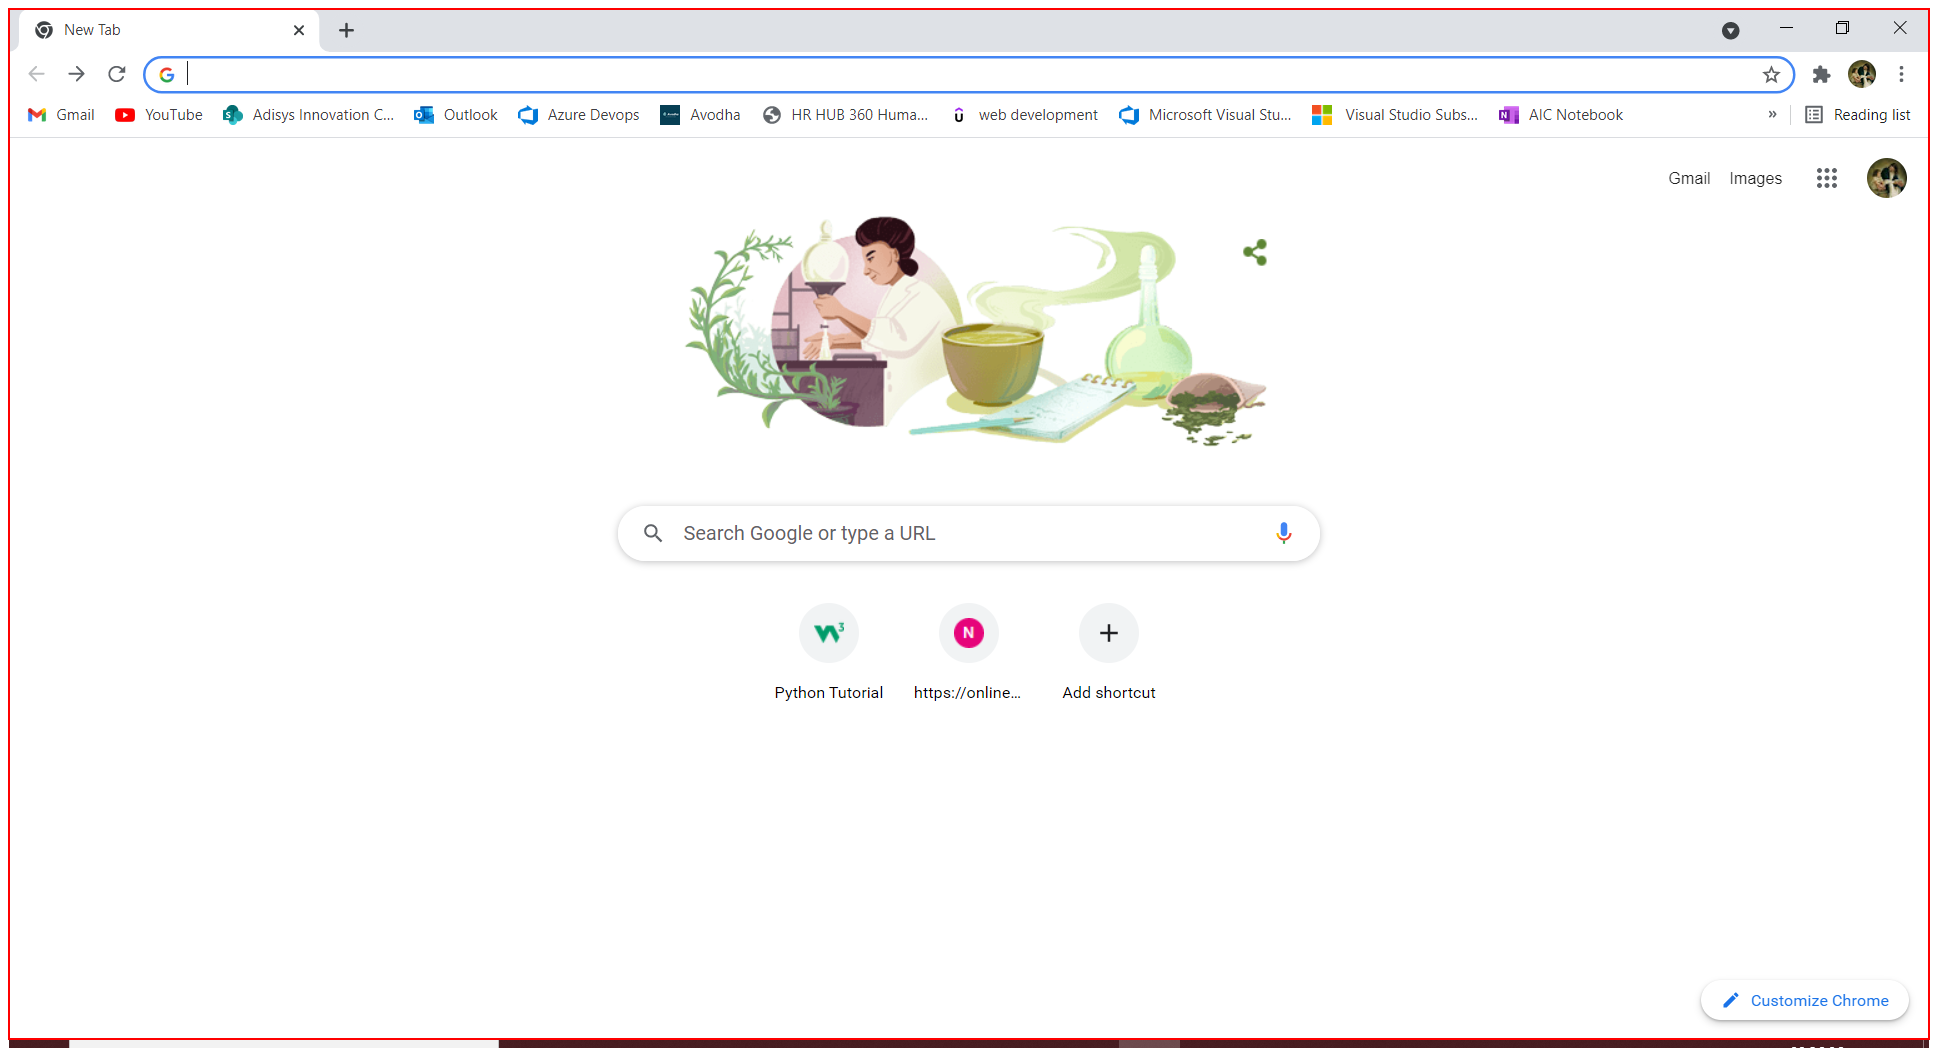 New Tab
Gmail YouTube Adisys Innovation C... Outlook Azure Devops Avodha HR HUB 360 Huma... web development Microsoft Visual Stu... Visual Studio Subs... AIC Notebook » Reading list
Gmail Images
Search Google or type a URL
W3 N
Python Tutorial https://online... Add shortcut
Customize Chrome